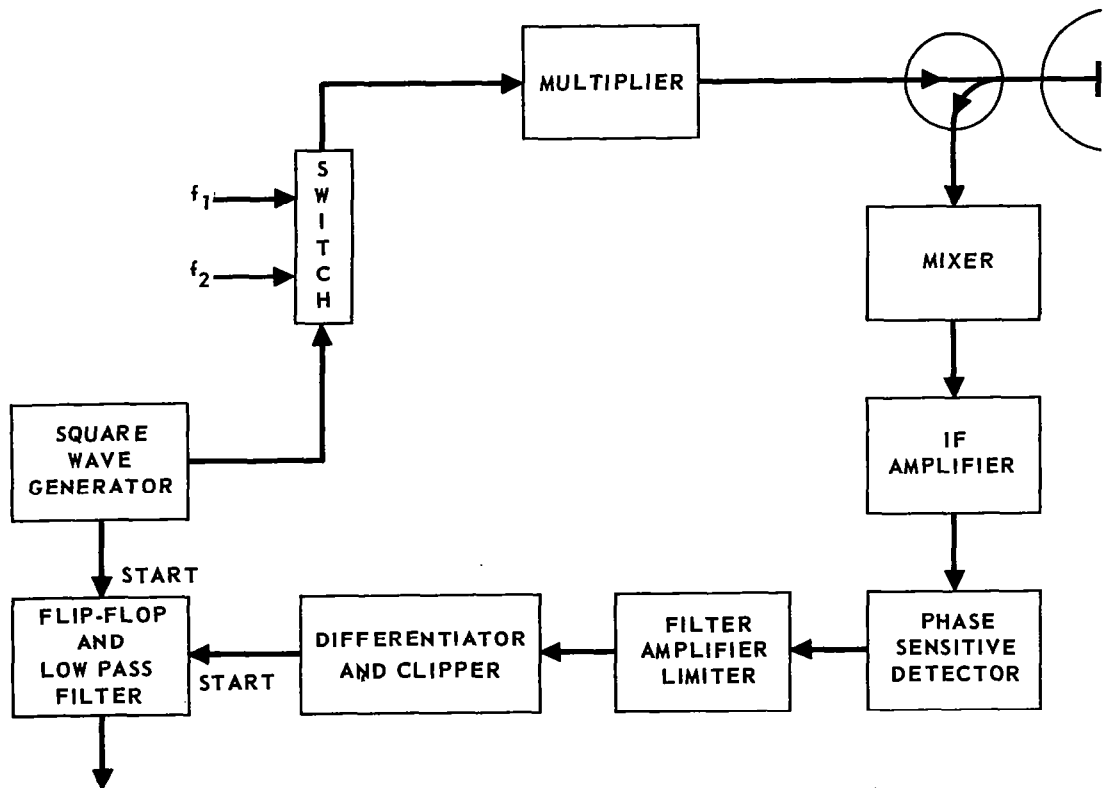 MULTIPLIER
S
W
I
T
C
H
f1
f2
MIXER
SQUARE
WAVE
GENERATOR
IF
AMPLIFIER
START
FLIP-FLOP
AND
LOW PASS
FILTER
START
DIFFERENTIATOR
AND CLIPPER
FILTER
AMPLIFIER
LIMITER
PHASE
SENSITIVE
DETECTOR